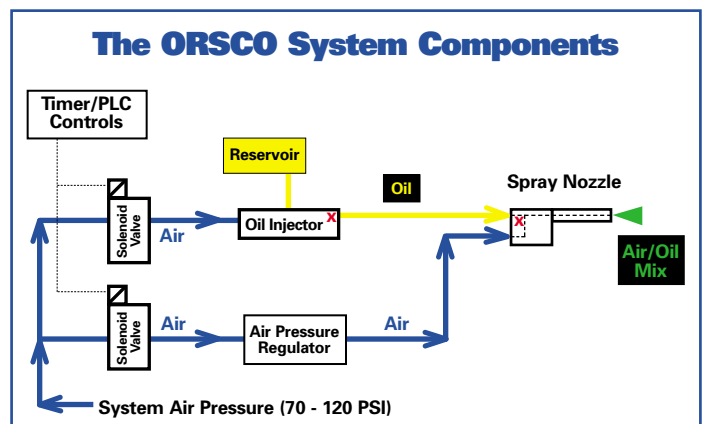 The ORSCO System Components
Timer/PLC
Controls
Reservoir
Oil
Spray Nozzle
Solenoid
Valve
Air
Oil Injector
x
x
Air/Oil
Mix
Solenoid
Valve
Air
Air Pressure
Regulator
Air
System Air Pressure (70 - 120 PSI)